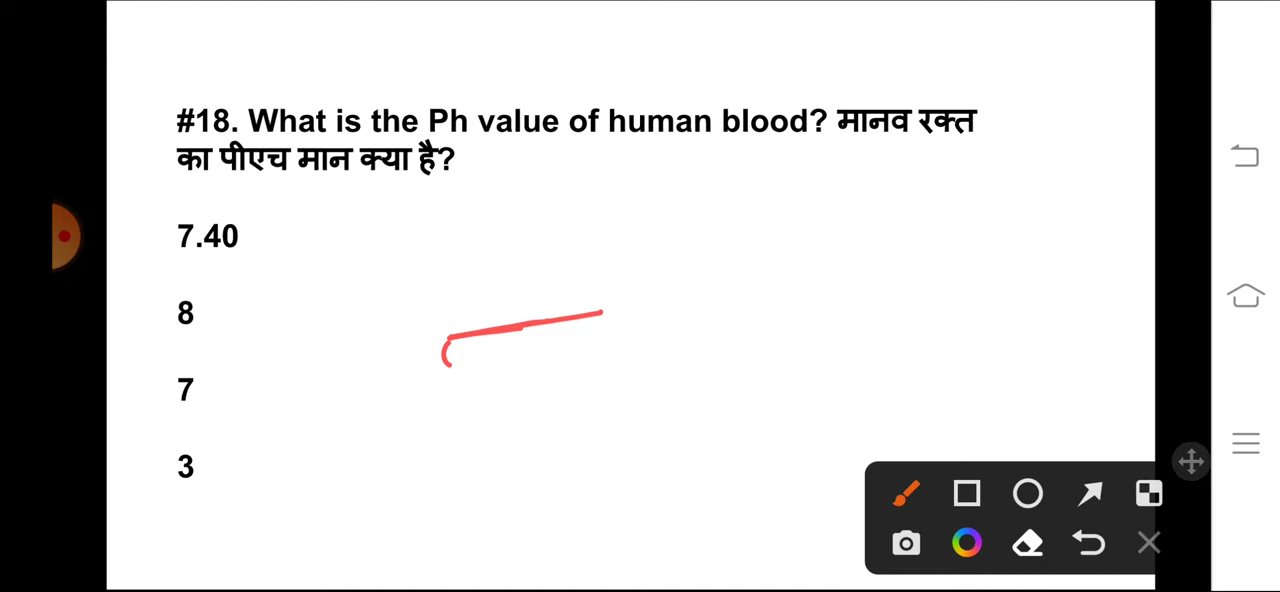 #18. What is the Ph value of human blood? मानव रक्त
का पीएच मान क्या है?
7.40
8
7
3